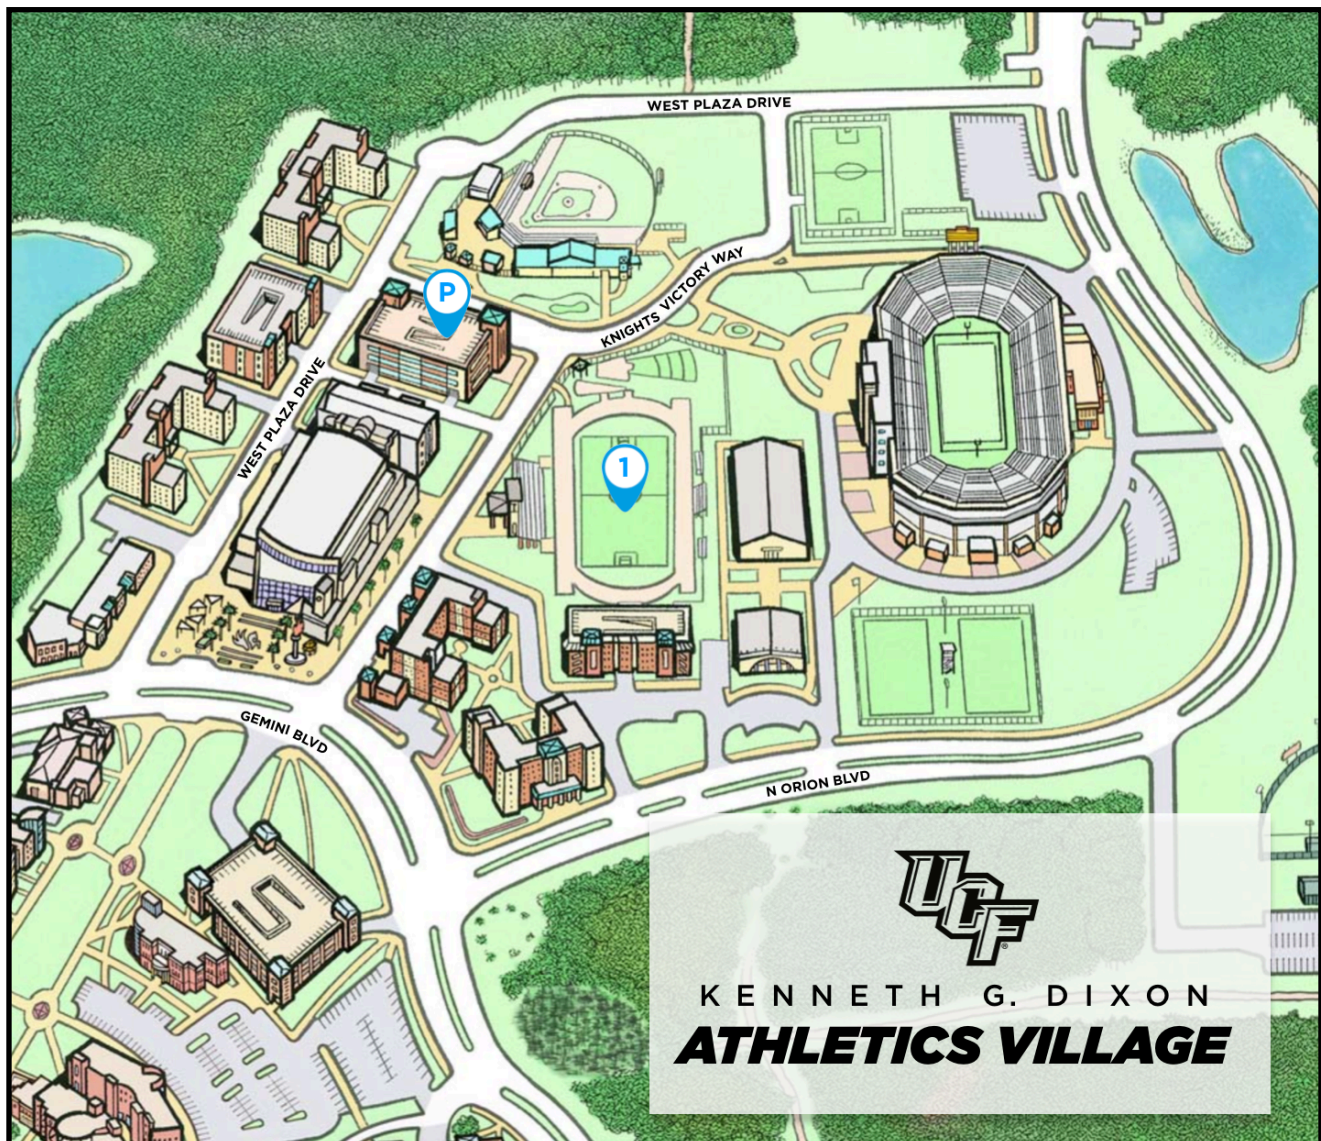 WEST PLAZA DRIVE
KNIGHTS VICTORY WAY
P
WEST PLAZA DRIVE
1
GEMINI BLVD
N ORION BLVD
UCF
KENNETH G. DIXON
ATHLETICS VILLAGE